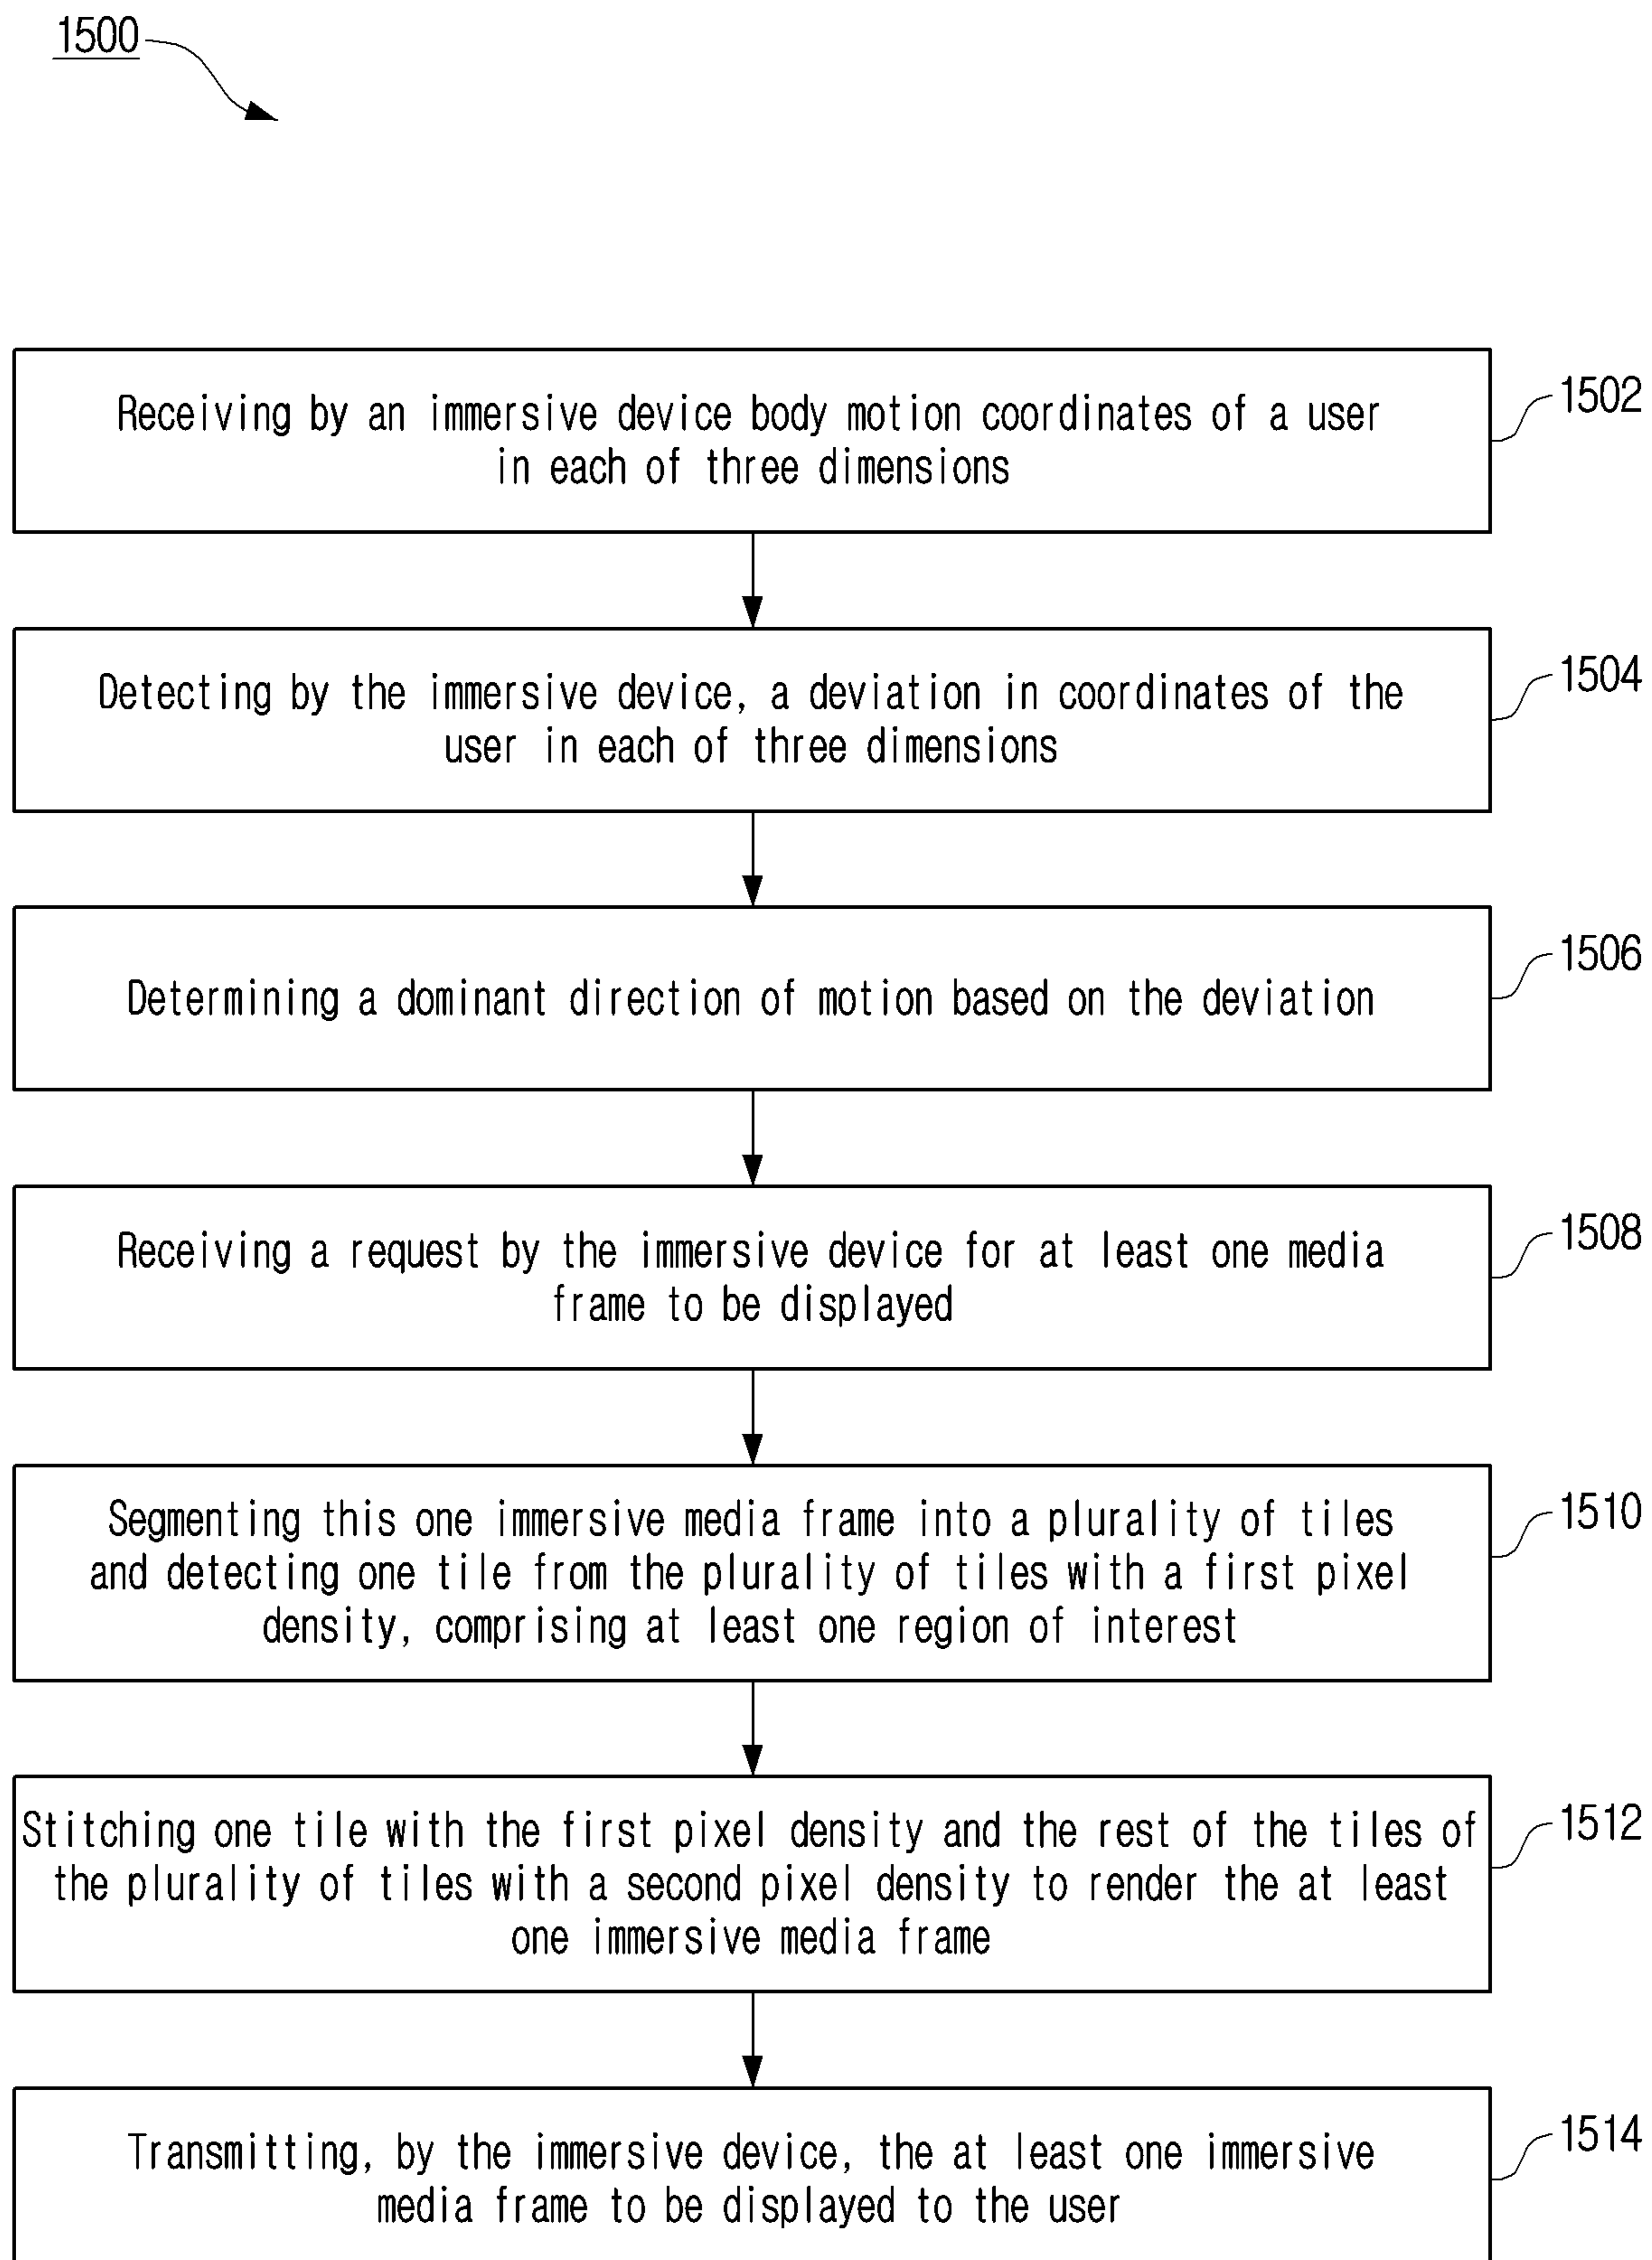 1500
Receiving by an immersive device body motion coordinates of a user
in each of three dimensions
1502
Detecting by the immersive device, a deviation in coordinates of the
user in each of three dimensions
1504
Determining a dominant direction of motion based on the deviation
1506
Receiving a request by the immersive device for at least one media
frame to be displayed
1508
Segmenting this one immersive media frame into a plurality of tiles
and detecting one tile from the plurality of tiles with a first pixel
density, comprising at least one region of interest
1510
Stitching one tile with the first pixel density and the rest of the tiles of
the plurality of tiles with a second pixel density to render the at least
one immersive media frame
1512
Transmitting, by the immersive device, the at least one immersive
media frame to be displayed to the user
1514